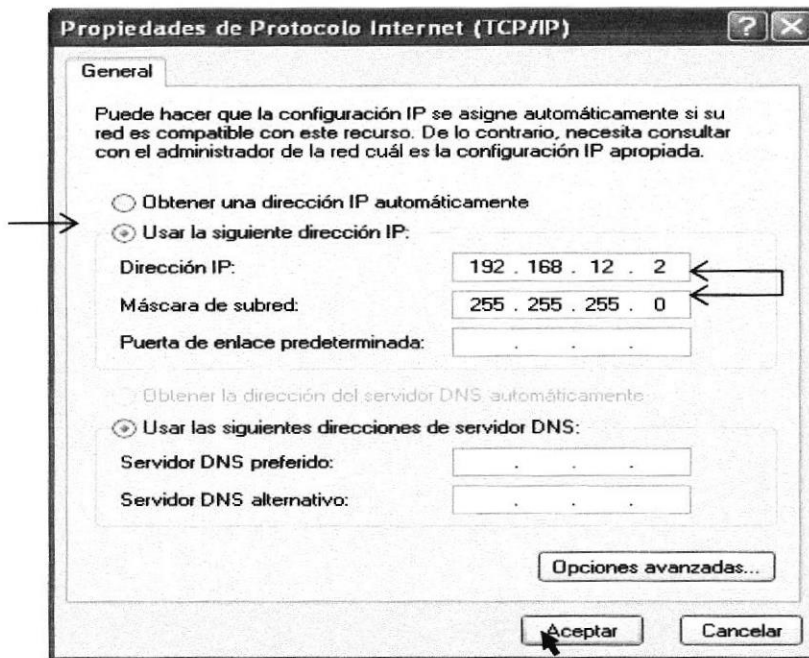 Propiedades de Protocolo Internet (TCP/IP)
General
Puede hacer que la configuración IP se asigne automáticamente si su
red es compatible con este recurso. De lo contrario, necesita consultar
con el administrador de la red cuál es la configuración IP apropiada.
Obtener una dirección IP automáticamente
Usar la siguiente dirección IP:
Dirección IP: 192 . 168 . 12 . 2
Máscara de subred: 255 . 255 . 255 . 0
Puerta de enlace predeterminada: . . .
Obtener la dirección del servidor DNS automáticamente
Usar las siguientes direcciones de servidor DNS:
Servidor DNS preferido: . . .
Servidor DNS alternativo: . . .
Opciones avanzadas...
Aceptar Cancelar